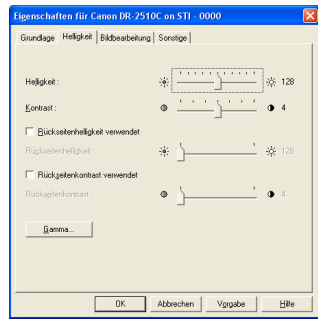 Eigenschaften für Canon DR-2510C on STI - 0000
Grundlage Helligkeit Bildbearbeitung Sonstige
Helligkeit : 128
Kontrast : 4
Rückseitenhelligkeit verwendet
Rückseitenhelligkeit : 128
Rückseitenkontrast verwendet
Rückseitenkontrast : 4
Gamma...
OK Abbrechen Vorgabe Hilfe